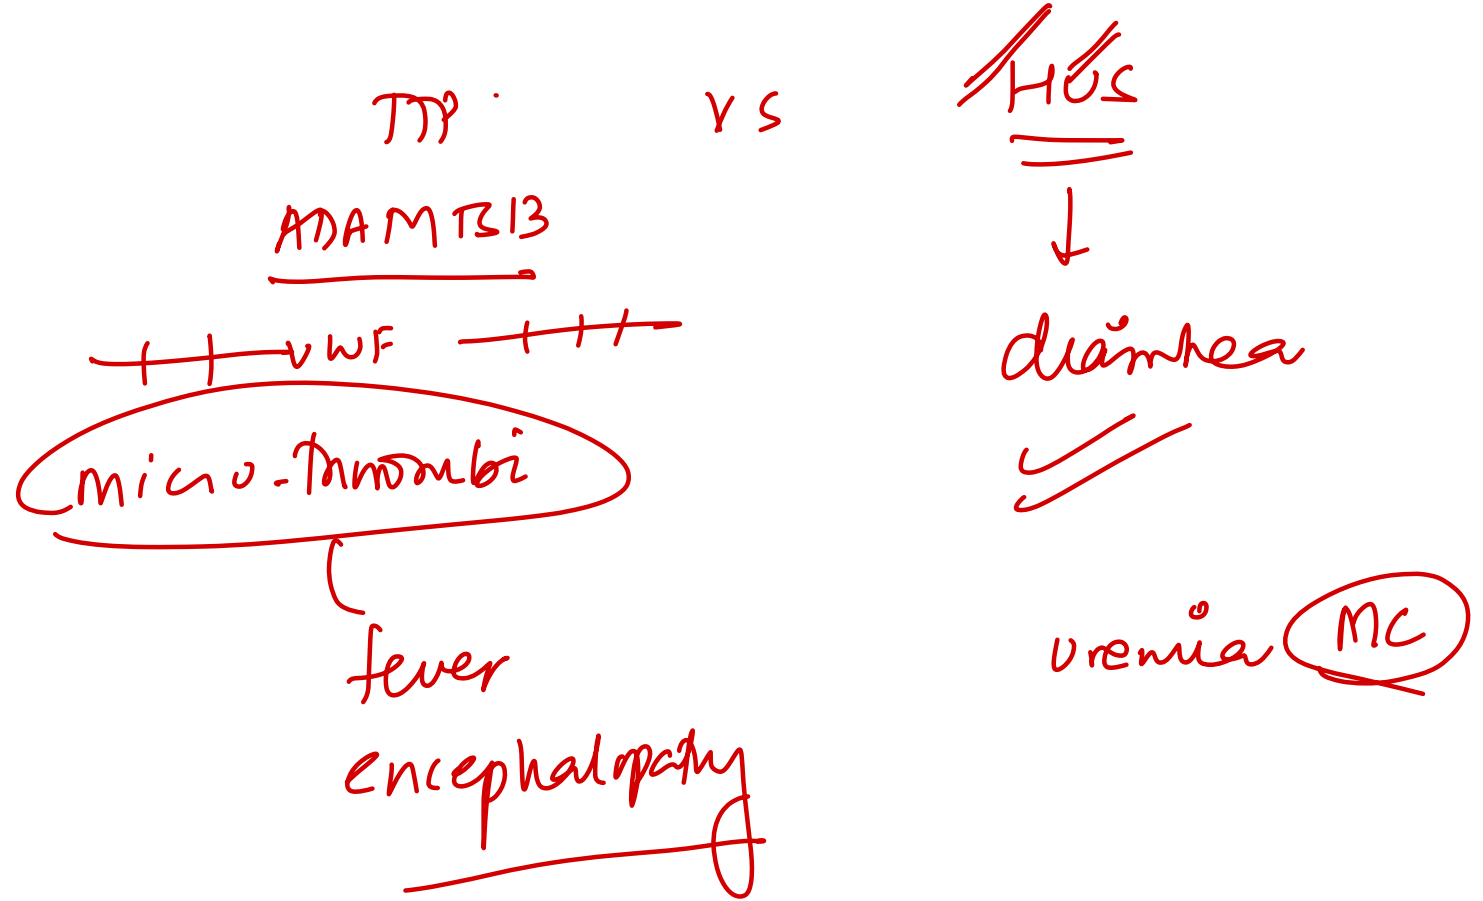 TTP vs HUS
ADAMTS13
vWF
micro-thrombi
diarrhea
fever
uremia MC
encephalopathy